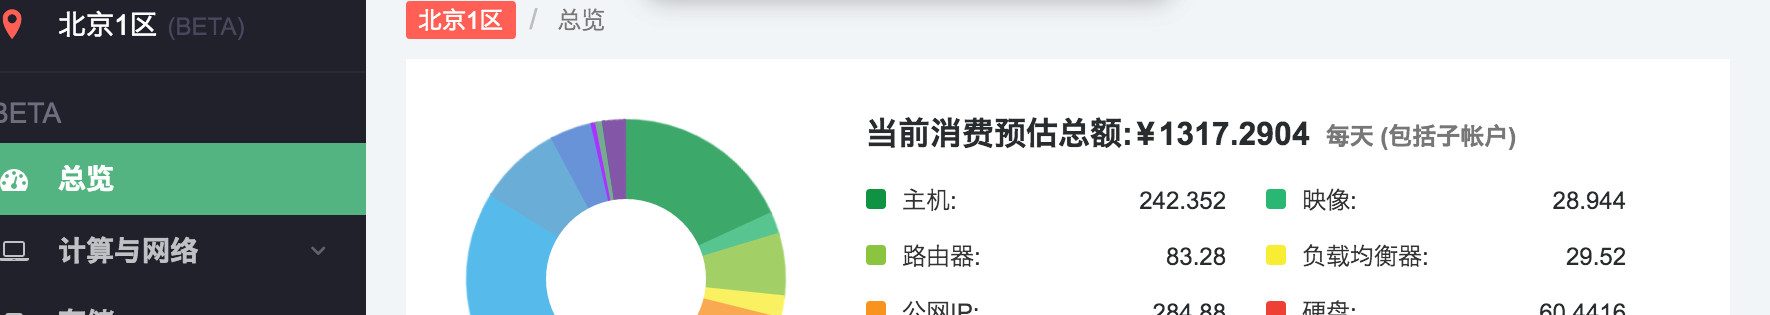 北京1区 (BETA)
BETA
总览
计算与网络
北京1区 / 总览
当前消费预估总额:¥1317.2904 每天 (包括子帐户)
主机: 242.352 映像: 28.944
路由器: 83.28 负载均衡器: 29.52
公网IP: 284.88 硬盘: 60.4416